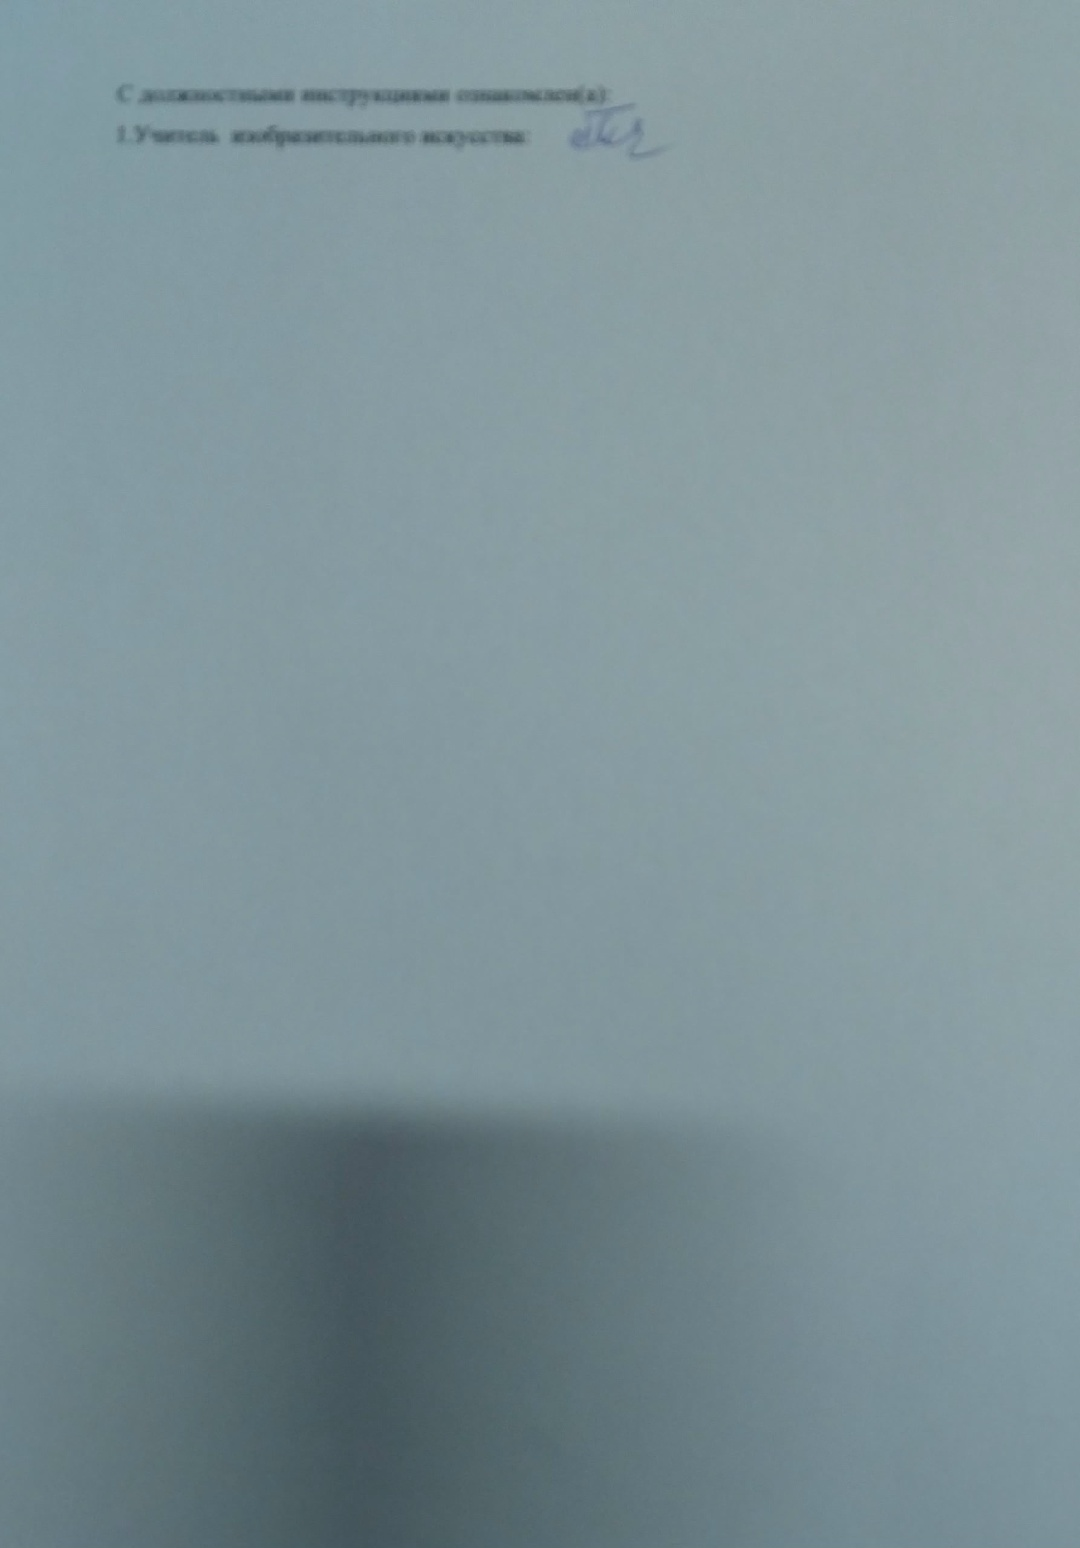 С должностными инструкциями ознакомлен(а):
1.Учитель изобразительного искусства: